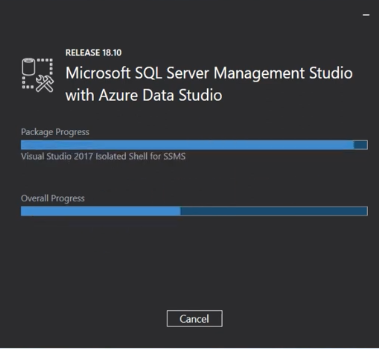 RELEASE 18.10
Microsoft SQL Server Management Studio
with Azure Data Studio
Package Progress
Visual Studio 2017 Isolated Shell for SSMS
Overall Progress
Cancel